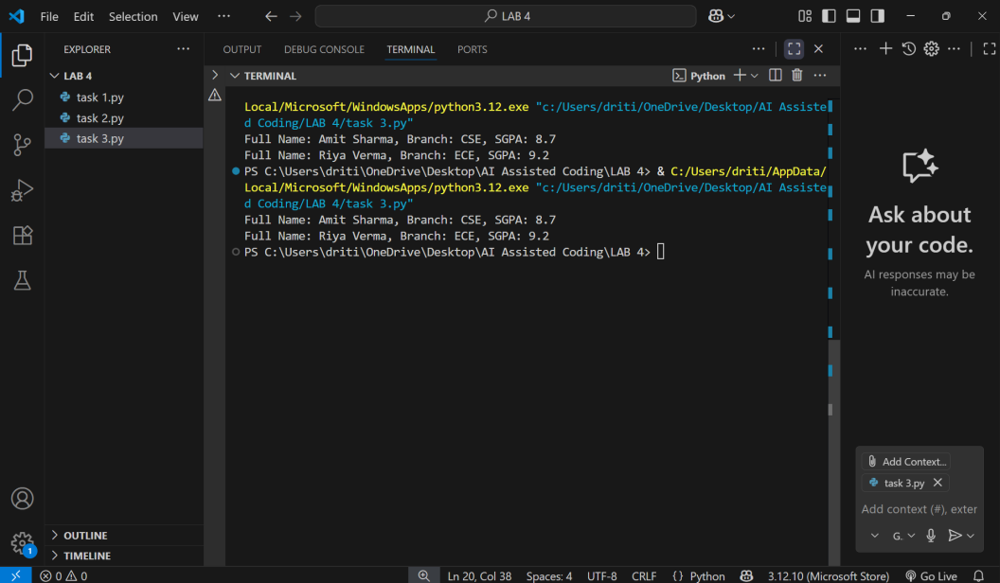 File Edit Selection View ··· LAB 4
EXPLORER ···
LAB 4
task 1.py
task 2.py
task 3.py
OUTLINE
TIMELINE
OUTPUT DEBUG CONSOLE TERMINAL PORTS ···
TERMINAL Python ···
Local/Microsoft/WindowsApps/python3.12.exe "c:/Users/driti/OneDrive/Desktop/AI Assiste
d Coding/LAB 4/task 3.py"
Full Name: Amit Sharma, Branch: CSE, SGPA: 8.7
Full Name: Riya Verma, Branch: ECE, SGPA: 9.2
PS C:\Users\driti\OneDrive\Desktop\AI Assisted Coding\LAB 4> & C:/Users/driti/AppData/
Local/Microsoft/WindowsApps/python3.12.exe "c:/Users/driti/OneDrive/Desktop/AI Assiste
d Coding/LAB 4/task 3.py"
Full Name: Amit Sharma, Branch: CSE, SGPA: 8.7
Full Name: Riya Verma, Branch: ECE, SGPA: 9.2
PS C:\Users\driti\OneDrive\Desktop\AI Assisted Coding\LAB 4>
Ask about
your code.
AI responses may be
inaccurate.
Add Context...
task 3.py
Add context (#), exter
G.
1
0 0 Ln 20, Col 38 Spaces: 4 UTF-8 CRLF {} Python 3.12.10 (Microsoft Store) Go Live